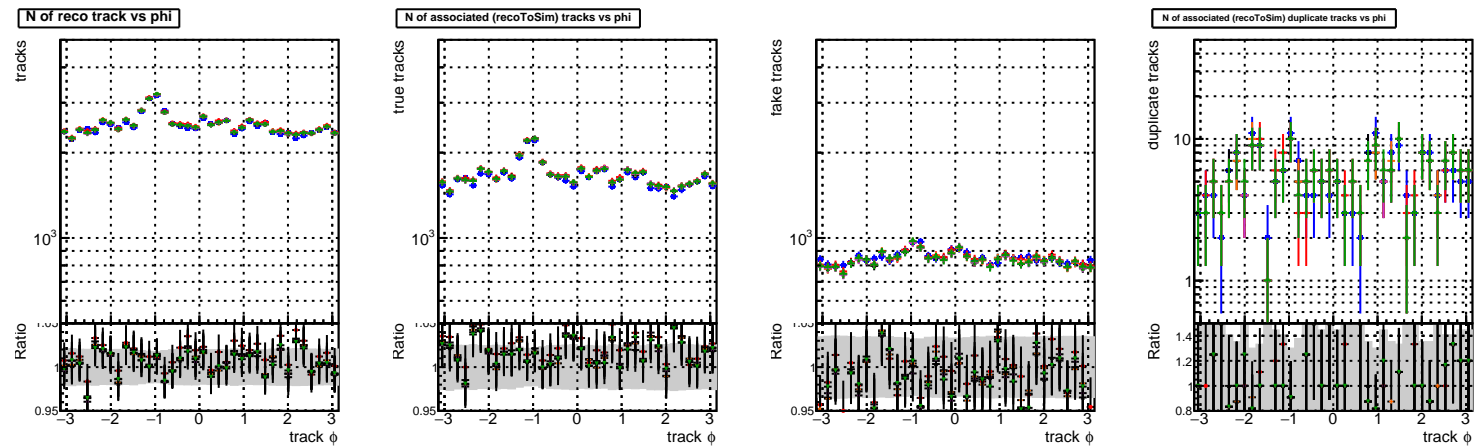 N of reco track vs phi
tracks
10³
Ratio
1.05
1
0.95
−3 −2 −1 0 1 2 3
track ϕ
N of associated (recoToSim) tracks vs phi
true tracks
10³
Ratio
1.05
1
0.95
−3 −2 −1 0 1 2 3
track ϕ
fake tracks
10³
Ratio
1.05
1
0.95
−3 −2 −1 0 1 2 3
track ϕ
N of associated (recoToSim) duplicate tracks vs phi
duplicate tracks
10
1
Ratio
1.4
1.2
1
0.8
−3 −2 −1 0 1 2 3
track ϕ